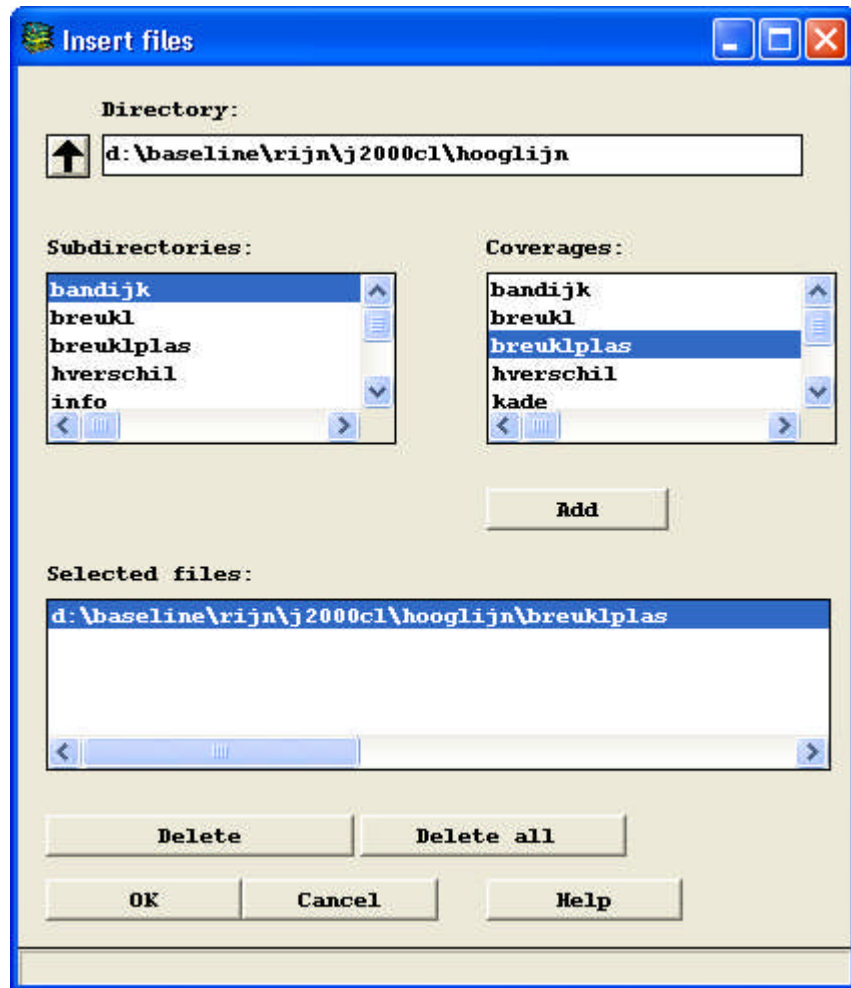 Insert files
Directory:
d:\baseline\rijn\j2000cl\hooglijn
Subdirectories:
bandijk
breukl
breuklplas
hverschil
info
Coverages:
bandijk
breukl
breuklplas
hverschil
kade
Add
Selected files:
d:\baseline\rijn\j2000cl\hooglijn\breuklplas
Delete
Delete all
OK
Cancel
Help